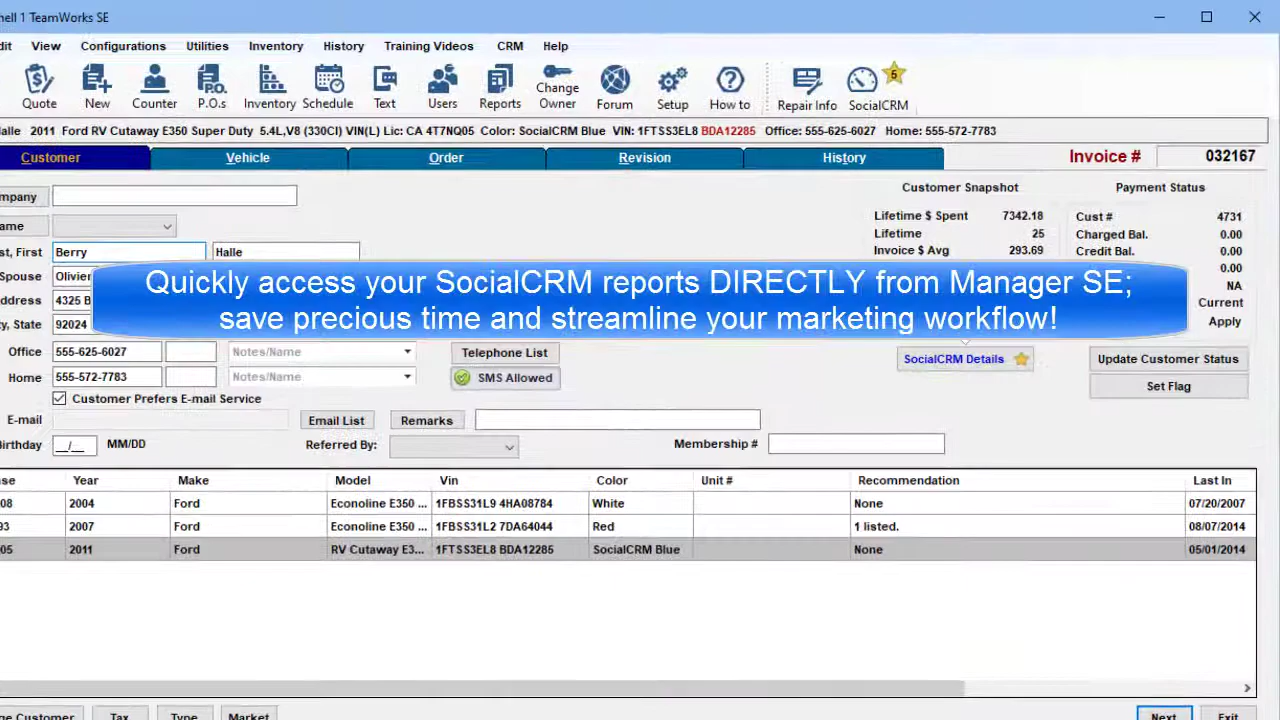 hell 1 TeamWorks SE
dit View Configurations Utilities Inventory History Training Videos CRM Help
5
Quote New Counter P.O.s Inventory Schedule Text Users Reports Change Owner Forum Setup How to Repair Info SocialCRM
Halle 2011 Ford RV Cutaway E350 Super Duty 5.4L,V8 (330CI) VIN(L) Lic: CA 4T7NQ05 Color: SocialCRM Blue VIN: 1FTSS3EL8 BDA12285 Office: 555-625-6027 Home: 555-572-7783
Customer Vehicle Order Revision History Invoice # 032167
Customer Snapshot Payment Status
ompany
Lifetime $ Spent 7342.18 Cust # 4731
ame
Lifetime 25 Charged Bal. 0.00
st, First Berry Halle Invoice $ Avg 293.69 Credit Bal. 0.00
0.00
Spouse Olivier
Quickly access your SocialCRM reports DIRECTLY from Manager SE;
save precious time and streamline your marketing workflow!
NA
Address 4325 B Current
ty, State 92024 Apply
Office 555-625-6027 Notes/Name Telephone List SocialCRM Details Update Customer Status
Home 555-572-7783 Notes/Name SMS Allowed Set Flag
Customer Prefers E-mail Service
E-mail Email List Remarks
Birthday __/__ MM/DD Referred By: Membership #
se Year Make Model Vin Color Unit # Recommendation Last In
08 2004 Ford Econoline E350 ... 1FBSS31L9 4HA08784 White None 07/20/2007
93 2007 Ford Econoline E350 ... 1FBSS31L2 7DA64044 Red 1 listed. 08/07/2014
05 2011 Ford RV Cutaway E3... 1FTSS3EL8 BDA12285 SocialCRM Blue None 05/01/2014
ge Customer Tax Type Market Next Exit